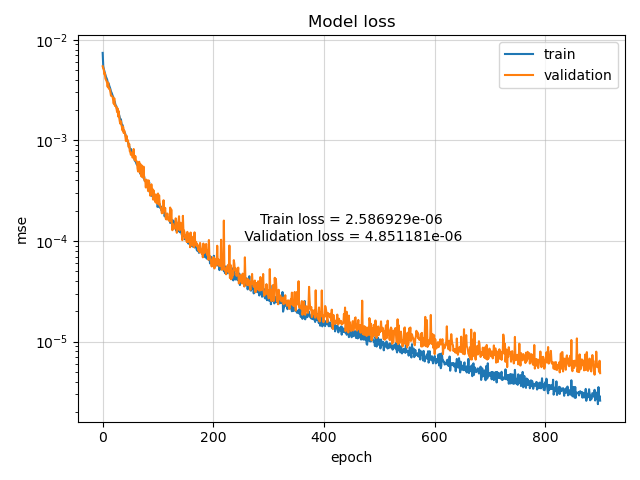 Model loss
train
validation
Train loss = 2.586929e-06
Validation loss = 4.851181e-06
mse
10⁻²
10⁻³
10⁻⁴
10⁻⁵
0 200 400 600 800
epoch